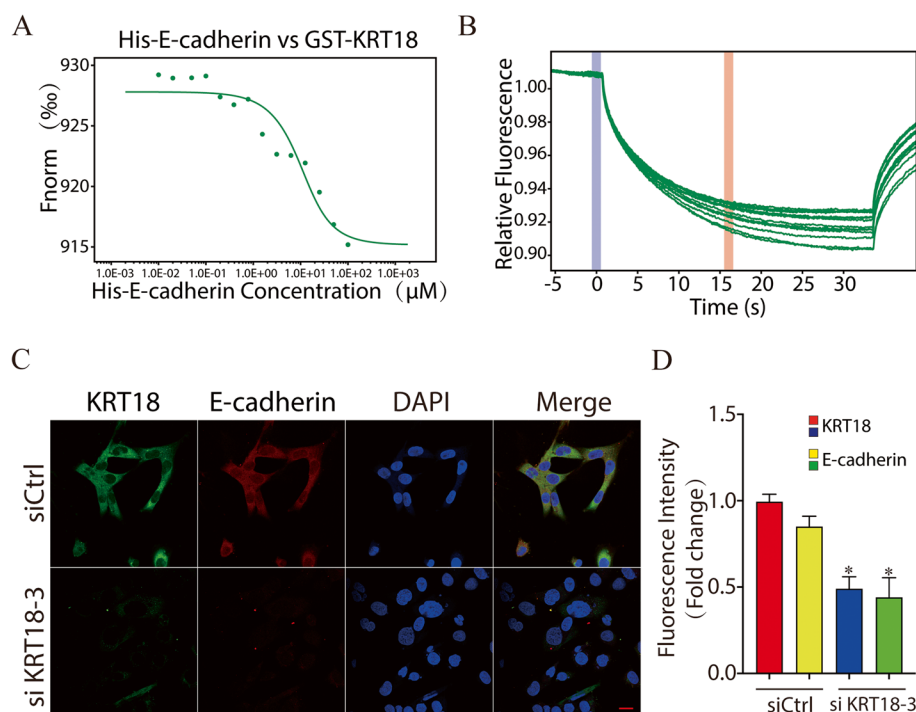 A
His-E-cadherin vs GST-KRT18
930
925
920
915
Fnorm (‰)
1.0E-03 1.0E-02 1.0E-01 1.0E+00 1.0E+01 1.0E+02 1.0E+03
His-E-cadherin Concentration (μM)
B
1.00
0.98
0.96
0.94
0.92
0.90
Relative Fluorescence
-5 0 5 10 15 20 25 30
Time (s)
C
KRT18 E-cadherin DAPI Merge
siCtrl
si KRT18-3
D
1.5
1.0
0.5
0.0
Fluorescence Intensity
(Fold change)
KRT18
E-cadherin
* *
siCtrl si KRT18-3